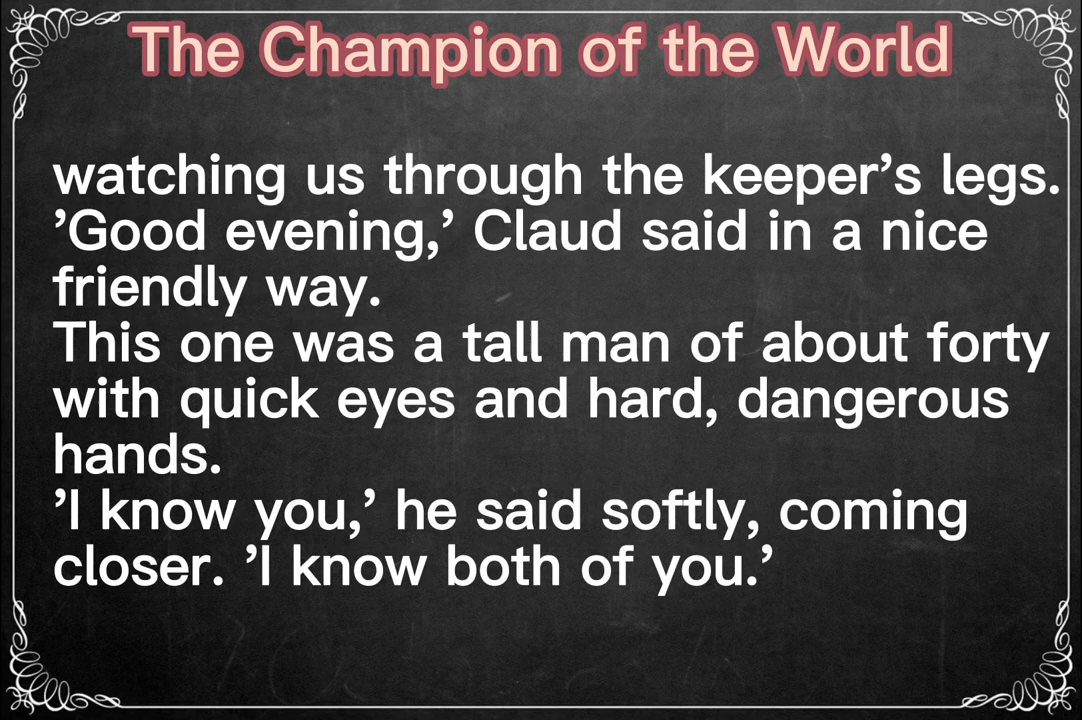 The Champion of the World
watching us through the keeper’s legs.
’Good evening,’ Claud said in a nice
friendly way.
This one was a tall man of about forty
with quick eyes and hard, dangerous
hands.
’I know you,’ he said softly, coming
closer. ’I know both of you.’